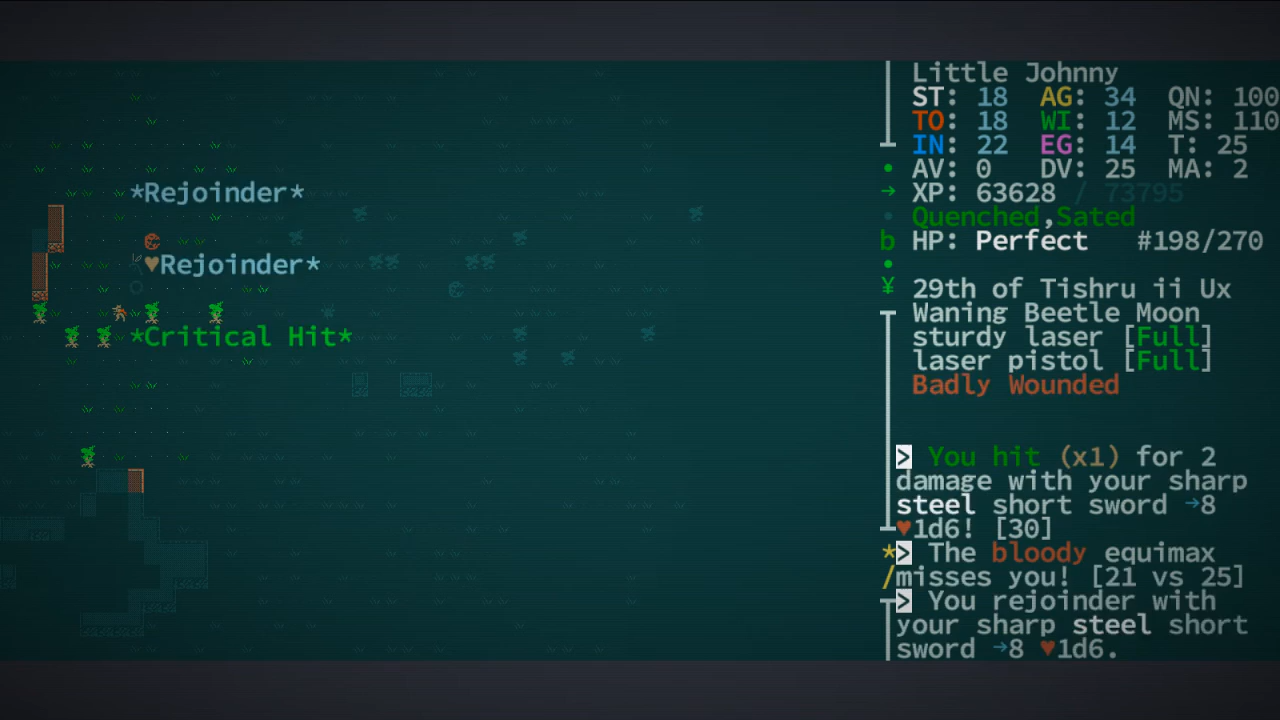 *Rejoinder*
♥Rejoinder*
*Critical Hit*
Little Johnny
ST: 18 AG: 34 QN: 100
TO: 18 WI: 12 MS: 110
IN: 22 EG: 14 T: 25
AV: 0 DV: 25 MA: 2
XP: 63628 / 73795
Quenched,Sated
b HP: Perfect #198/270
¥ 29th of Tishru ii Ux
Waning Beetle Moon
sturdy laser [Full]
laser pistol [Full]
Badly Wounded
> You hit (x1) for 2
damage with your sharp
steel short sword →8
♥1d6! [30]
*> The bloody equimax
/misses you! [21 vs 25]
> You rejoinder with
your sharp steel short
sword →8 ♥1d6.